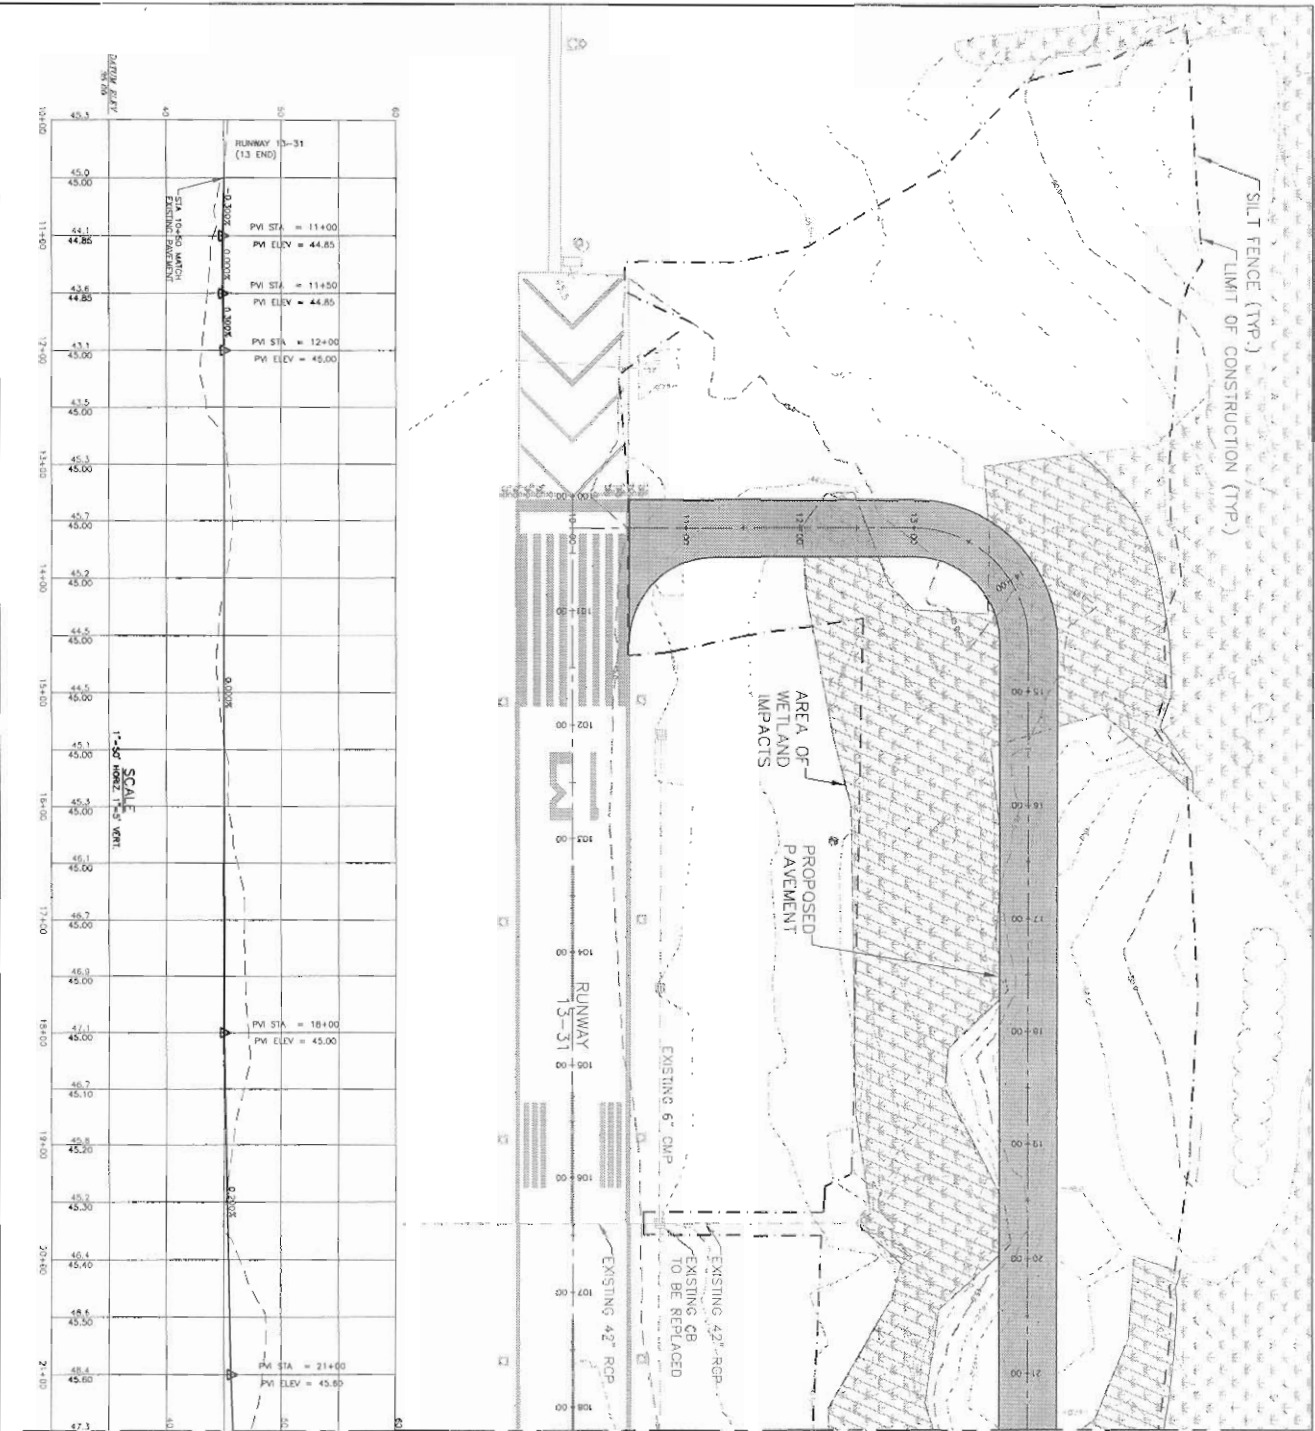 SILT FENCE (TYP.)
LIMIT OF CONSTRUCTION (TYP.)
AREA OF
WETLAND
IMPACTS
PROPOSED
PAVEMENT
RUNWAY
13-31
EXISTING 6" CMP
EXISTING 42" RCP
EXISTING CB
TO BE REPLACED
EXISTING 42" RCP
13
11+00
12+00
13+00
14+00
15+00
16+00
17+00
18+00
19+00
20+00
21+00
100+00
101+00
102+00
103+00
104+00
105+00
106+00
107+00
108+00
RUNWAY 13-31
(13 END)
STA 10+50 MATCH
EXISTING PAVEMENT
PVI STA = 11+00
PVI ELEV = 44.85
PVI STA = 11+50
PVI ELEV = 44.85
PVI STA = 12+00
PVI ELEV = 45.00
PVI STA = 18+00
PVI ELEV = 45.00
PVI STA = 21+00
PVI ELEV = 45.60
-0.300%
0.000%
0.300%
0.000%
0.200%
60
50
40
DATUM ELEV
45.3
45.0
45.00
44.1
44.85
43.6
44.85
43.1
45.00
43.5
45.00
45.3
45.00
45.7
45.00
45.2
45.00
44.5
45.00
44.5
45.00
45.1
45.00
45.3
45.00
46.1
45.00
46.7
45.00
46.9
45.00
47.1
45.00
46.7
45.10
45.8
45.20
45.2
45.30
46.4
45.40
45.50
45.60
47.3
10+00
11+00
12+00
13+00
14+00
15+00
16+00
17+00
18+00
19+00
20+00
21+00
SCALE
1"=50' HORZ. 1"=5' VERT.